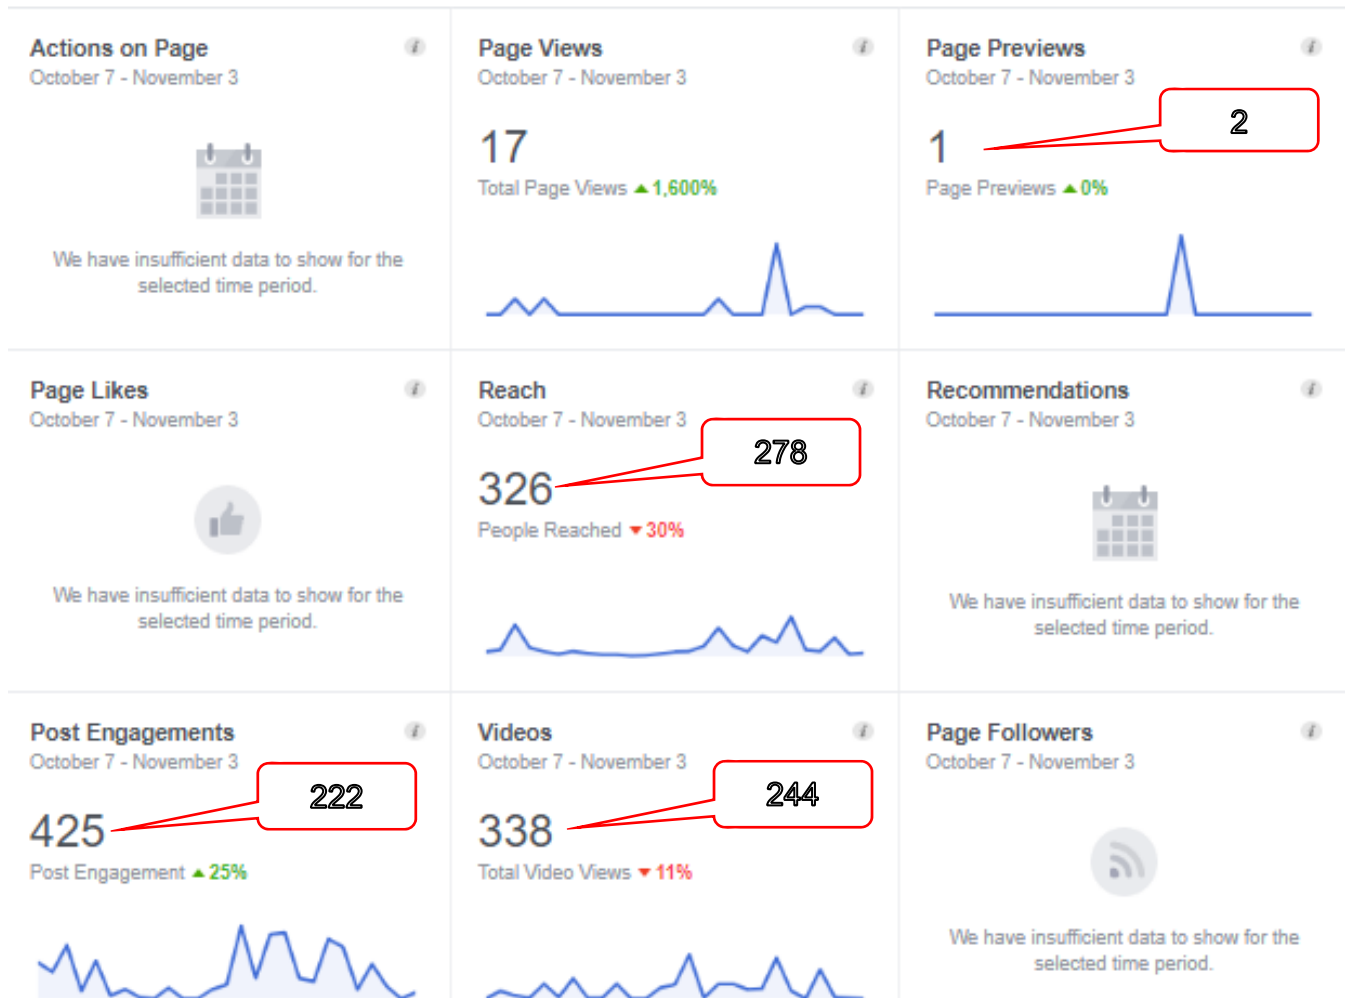 Actions on Page
October 7 - November 3
We have insufficient data to show for the
selected time period.
Page Views
October 7 - November 3
17
Total Page Views ▲ 1,600%
Page Previews
October 7 - November 3
2
1
Page Previews ▲ 0%
Page Likes
October 7 - November 3
We have insufficient data to show for the
selected time period.
Reach
October 7 - November 3
278
326
People Reached ▼ 30%
Recommendations
October 7 - November 3
We have insufficient data to show for the
selected time period.
Post Engagements
October 7 - November 3
222
425
Post Engagement ▲ 25%
Videos
October 7 - November 3
244
338
Total Video Views ▼ 11%
Page Followers
October 7 - November 3
We have insufficient data to show for the
selected time period.